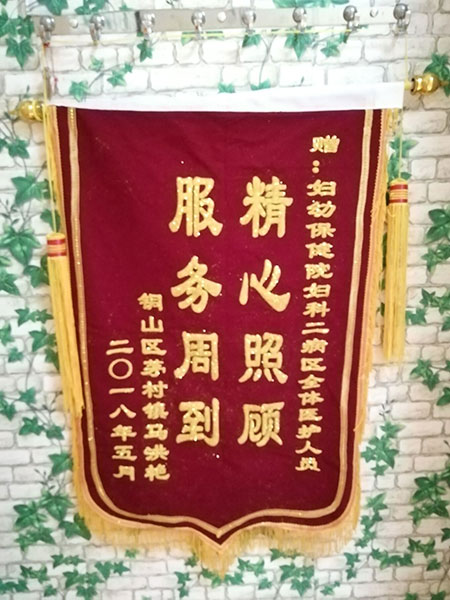 赠：妇幼保健院妇科二病区全体医护人员
精心照顾
服务周到
铜山区茅村镇马洪艳
二〇一八年五月